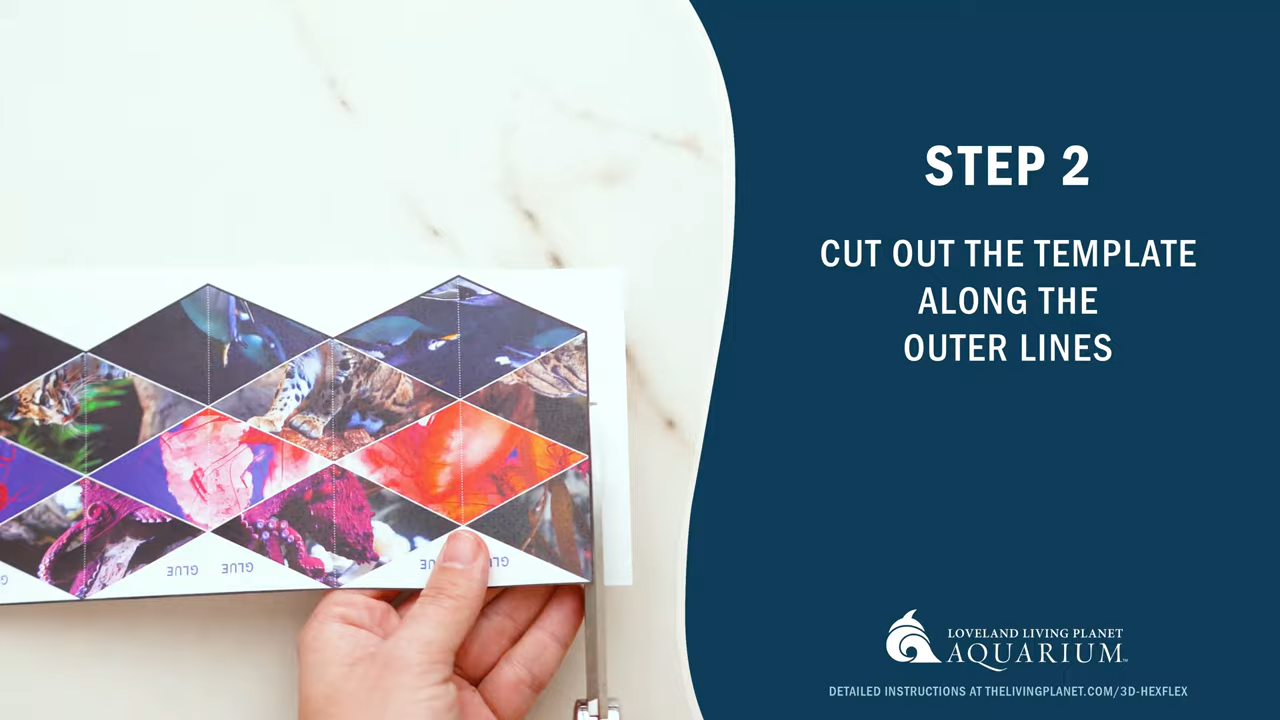 STEP 2
CUT OUT THE TEMPLATE
ALONG THE
OUTER LINES
GLUE GLUE
LOVELAND LIVING PLANET
AQUARIUM
DETAILED INSTRUCTIONS AT THELIVINGPLANET.COM/3D-HEXFLEX